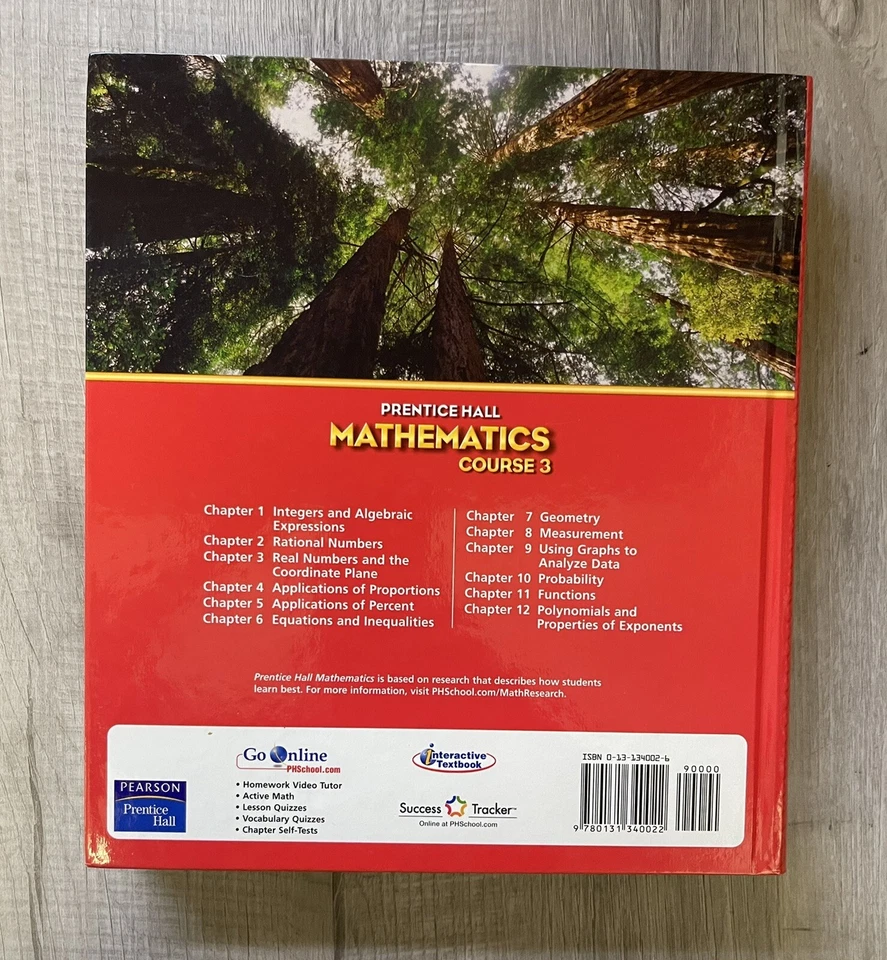 PRENTICE HALL
MATHEMATICS
COURSE 3
Chapter 1 Integers and Algebraic
Expressions
Chapter 2 Rational Numbers
Chapter 3 Real Numbers and the
Coordinate Plane
Chapter 4 Applications of Proportions
Chapter 5 Applications of Percent
Chapter 6 Equations and Inequalities
Chapter 7 Geometry
Chapter 8 Measurement
Chapter 9 Using Graphs to
Analyze Data
Chapter 10 Probability
Chapter 11 Functions
Chapter 12 Polynomials and
Properties of Exponents
Prentice Hall Mathematics is based on research that describes how students
learn best. For more information, visit PHSchool.com/MathResearch.
PEARSON
Prentice
Hall
Go Online
PHSchool.com
• Homework Video Tutor
• Active Math
• Lesson Quizzes
• Vocabulary Quizzes
• Chapter Self-Tests
interactive
Textbook
Success Tracker™
Online at PHSchool.com
ISBN 0-13-134002-6
90000
9 780131 340022